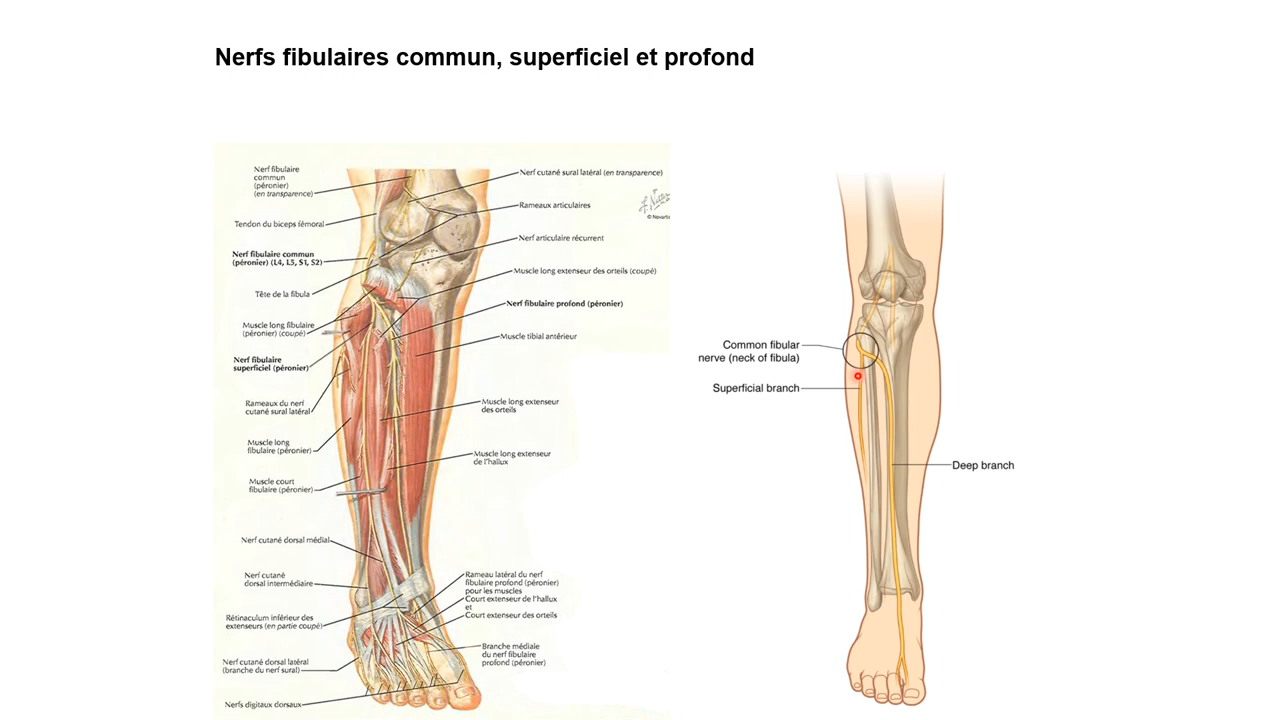 Nerfs fibulaires commun, superficiel et profond
Nerf fibulaire
commun
(péronier)
(en transparence)
Tendon du biceps fémoral
Nerf fibulaire commun
(péronier) (L4, L5, S1, S2)
Tête de la fibula
Muscle long fibulaire
(péronier) (coupé)
Nerf fibulaire
superficiel (péronier)
Rameaux du nerf
cutané sural latéral
Muscle long
fibulaire (péronier)
Muscle court
fibulaire (péronier)
Nerf cutané dorsal médial
Nerf cutané
dorsal intermédiaire
Rétinaculum inférieur des
extenseurs (en partie coupé)
Nerf cutané dorsal latéral
(branche du nerf sural)
Nerfs digitaux dorsaux
Nerf cutané sural latéral (en transparence)
Rameaux articulaires
Nerf articulaire récurrent
Muscle long extenseur des orteils (coupé)
Nerf fibulaire profond (péronier)
Muscle tibial antérieur
Muscle long extenseur
des orteils
Muscle long extenseur
de l'hallux
Rameau latéral du nerf
fibulaire profond (péronier)
pour les muscles
Court extenseur de l'hallux
et
Court extenseur des orteils
Branche médiale
du nerf fibulaire
profond (péronier)
Common fibular
nerve (neck of fibula)
Superficial branch
Deep branch